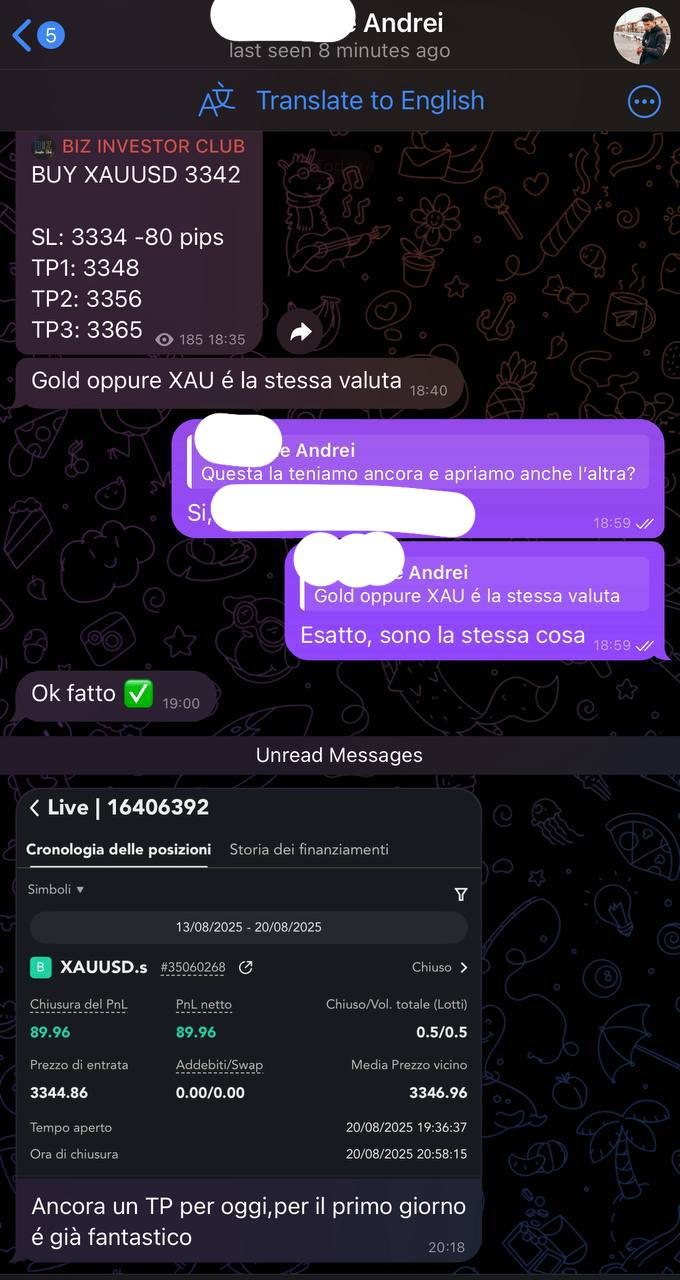 5
e Andrei
last seen 8 minutes ago
Translate to English
BIZ INVESTOR CLUB
BUY XAUUSD 3342
SL: 3334 -80 pips
TP1: 3348
TP2: 3356
TP3: 3365
185 18:35
Gold oppure XAU é la stessa valuta
18:40
e Andrei
Questa la teniamo ancora e apriamo anche l’altra?
Si,
18:59
e Andrei
Gold oppure XAU é la stessa valuta
Esatto, sono la stessa cosa
18:59
Ok fatto ✅
19:00
Unread Messages
Live | 16406392
Cronologia delle posizioni Storia dei finanziamenti
Simboli
13/08/2025 - 20/08/2025
B XAUUSD.s #35060268 Chiuso
Chiusura del PnL PnL netto Chiuso/Vol. totale (Lotti)
89.96 89.96 0.5/0.5
Prezzo di entrata Addebiti/Swap Media Prezzo vicino
3344.86 0.00/0.00 3346.96
Tempo aperto 20/08/2025 19:36:37
Ora di chiusura 20/08/2025 20:58:15
Ancora un TP per oggi,per il primo giorno
é già fantastico
20:18